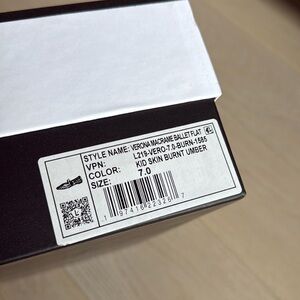 STYLE NAME: VERONA MACRAME BALLET FLAT
VPN: L219-VERO-7.0-BURN-1585
COLOR: KID SKIN BURNT UMBER
SIZE: 7.0
L